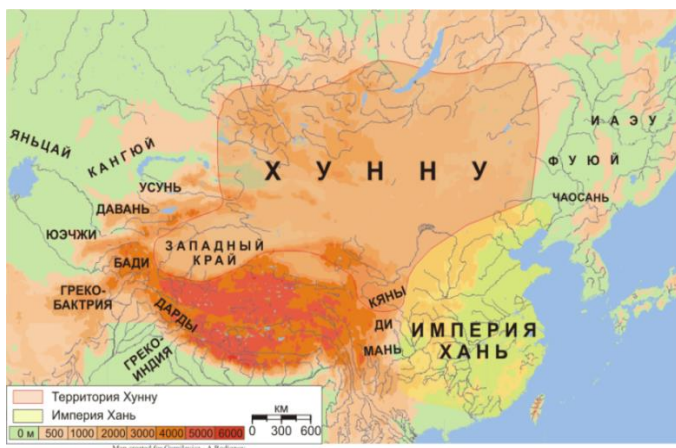 ХУННУ
ИАЭУ
ФУЮЙ
ЧАОСАНЬ
ЯНЬЦАЙ
КАНГЮЙ
УСУНЬ
ДАВАНЬ
ЮЭЧЖИ
ЗАПАДНЫЙ
КРАЙ
БАДИ
ГРЕКО-
БАКТРИЯ
ДАРДЫ
ГРЕКО-
ИНДИЯ
КЯНЫ
ДИ
МАНЬ
ИМПЕРИЯ
ХАНЬ
Территория Хунну
Империя Хань
КМ
0 300 600
0 м 500 1000 2000 3000 4000 5000 6000